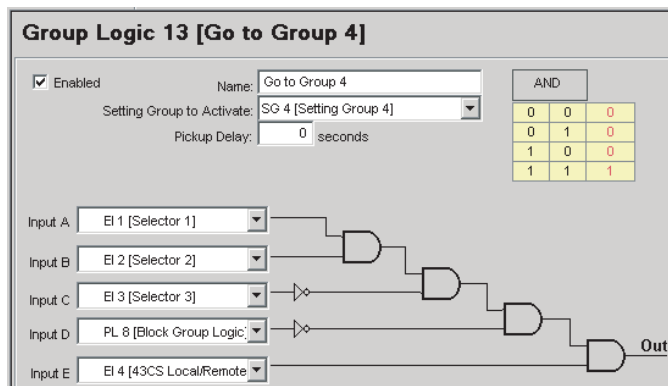 Group Logic 13 [Go to Group 4]
Enabled
Name: Go to Group 4
Setting Group to Activate: SG 4 [Setting Group 4]
Pickup Delay: 0 seconds
AND
0 0 0
0 1 0
1 0 0
1 1 1
Input A EI 1 [Selector 1]
Input B EI 2 [Selector 2]
Input C EI 3 [Selector 3]
Input D PL 8 [Block Group Logic]
Input E EI 4 [43CS Local/Remote
Out